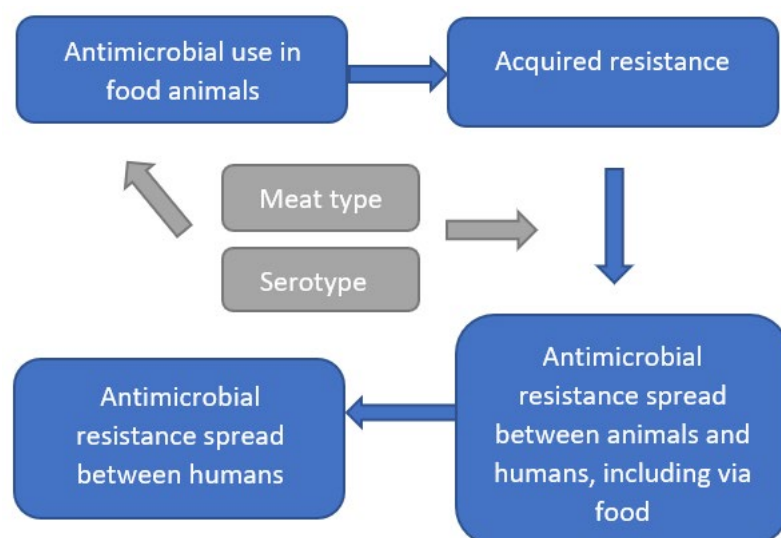 Antimicrobial use in
food animals
Acquired resistance
Meat type
Serotype
Antimicrobial
resistance spread
between humans
Antimicrobial
resistance spread
between animals and
humans, including via
food